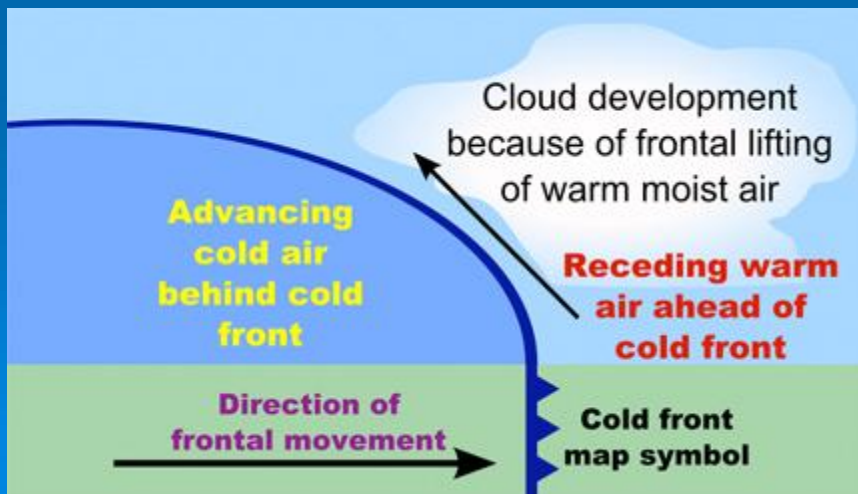 Cloud development
because of frontal lifting
of warm moist air
Advancing
cold air
behind cold
front
Receding warm
air ahead of
cold front
Direction of
frontal movement
Cold front
map symbol